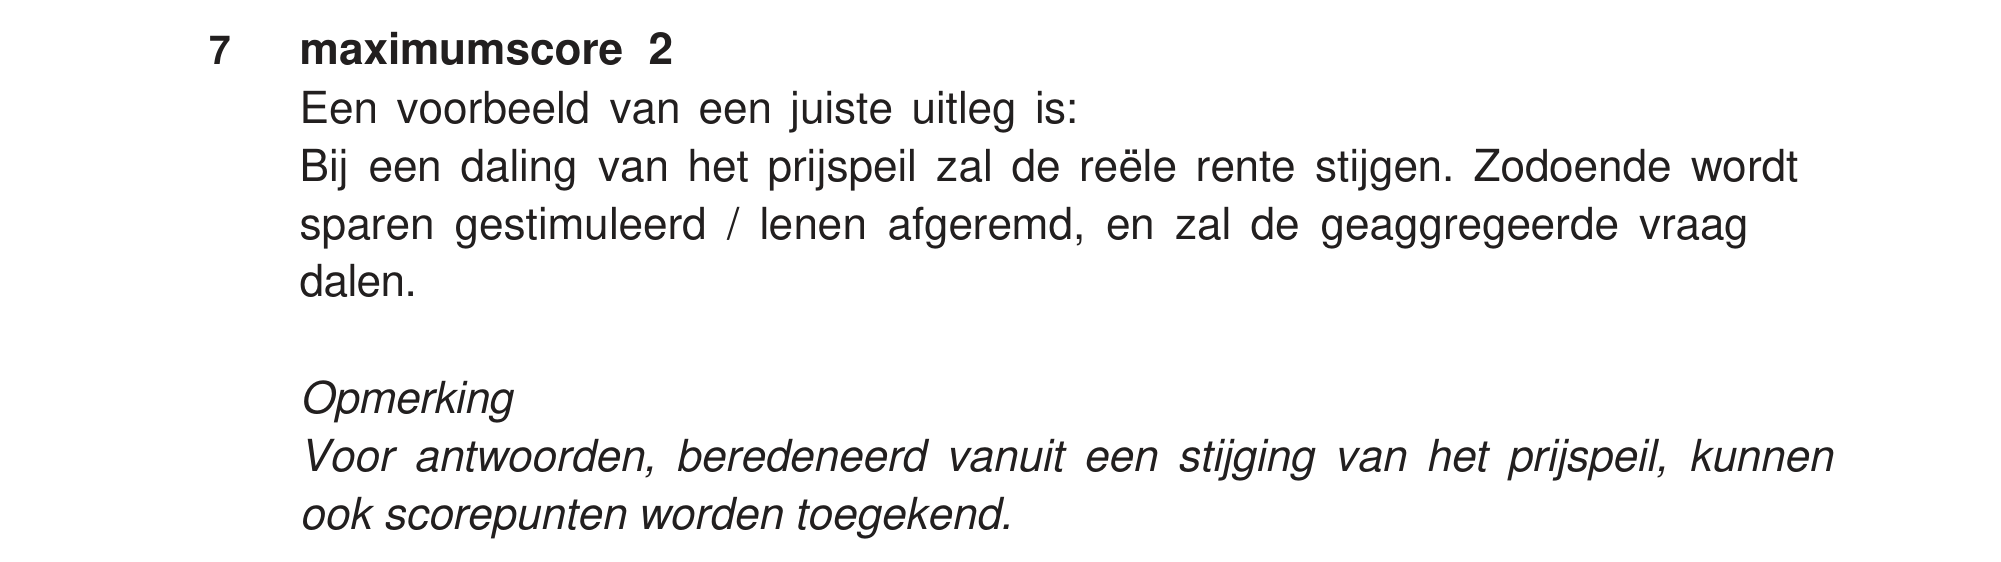 7 maximumscore 2
Een voorbeeld van een juiste uitleg is:
Bij een daling van het prijspeil zal de reële rente stijgen. Zodoende wordt
sparen gestimuleerd / lenen afgeremd, en zal de geaggregeerde vraag
dalen.
Opmerking
Voor antwoorden, beredeneerd vanuit een stijging van het prijspeil, kunnen
ook scorepunten worden toegekend.